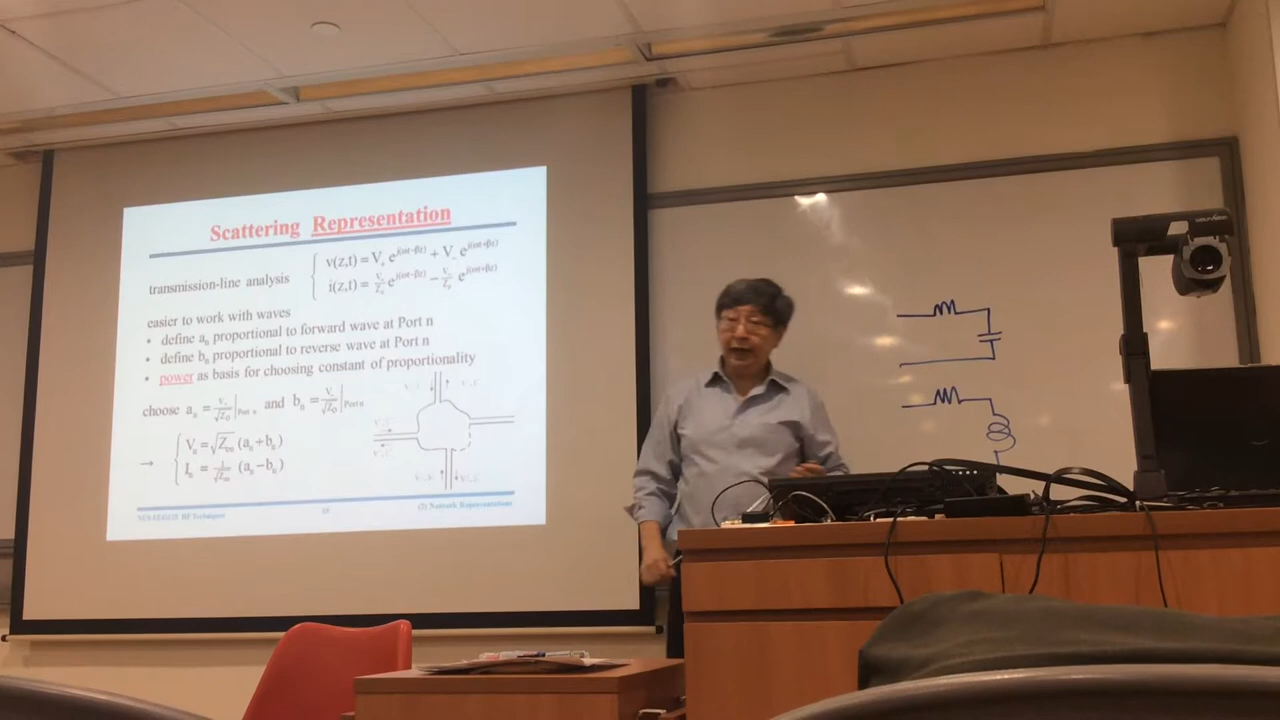 Scattering Representation
transmission-line analysis
v(z,t) = V₊ e^j(ωt-βz) + V₋ e^j(ωt+βz)
i(z,t) = V₊/Z₀ e^j(ωt-βz) − V₋/Z₀ e^j(ωt+βz)
easier to work with waves
• define aₙ proportional to forward wave at Port n
• define bₙ proportional to reverse wave at Port n
• power as basis for choosing constant of proportionality
choose aₙ = V₊/√Z₀ |Port n and bₙ = V₋/√Z₀ |Port n
→ Vₙ = √Z₀ₙ (aₙ+bₙ)
Iₙ = 1/√Z₀ₙ (aₙ−bₙ)
RF Techniques
(2) Network Representations
wolfvision